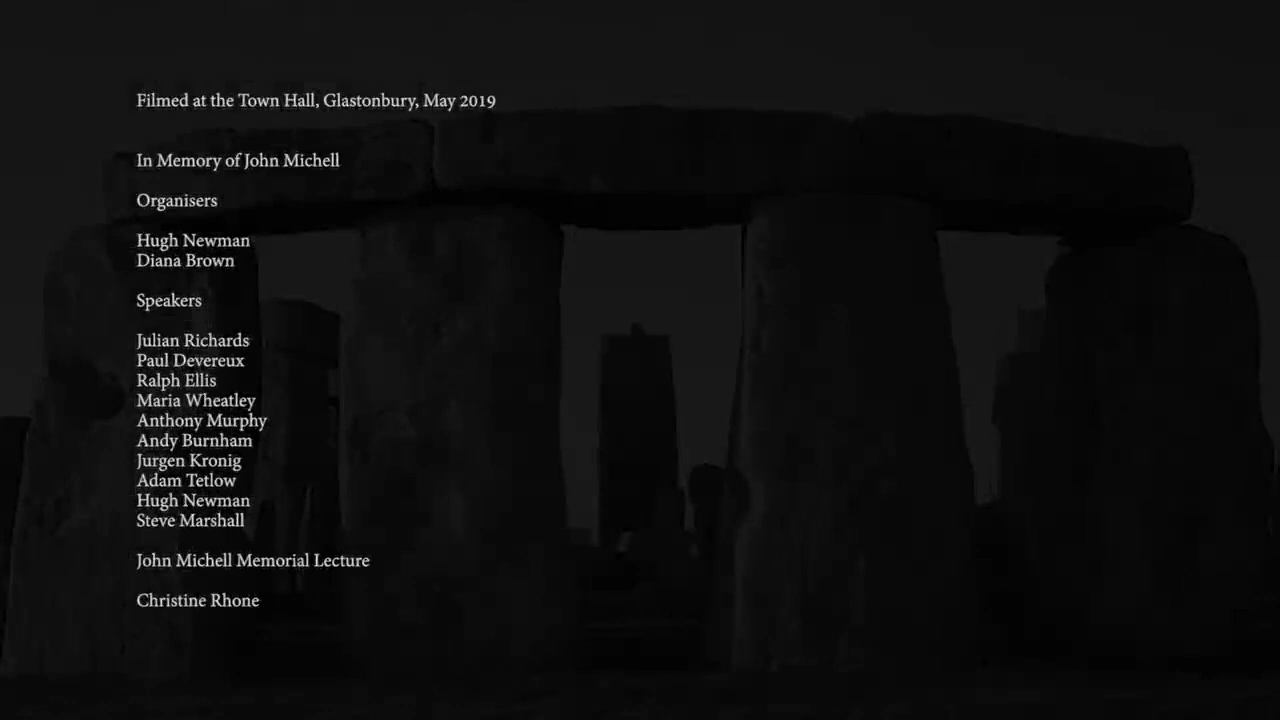 Filmed at the Town Hall, Glastonbury, May 2019
In Memory of John Michell
Organisers
Hugh Newman
Diana Brown
Speakers
Julian Richards
Paul Devereux
Ralph Ellis
Maria Wheatley
Anthony Murphy
Andy Burnham
Jurgen Kronig
Adam Tetlow
Hugh Newman
Steve Marshall
John Michell Memorial Lecture
Christine Rhone